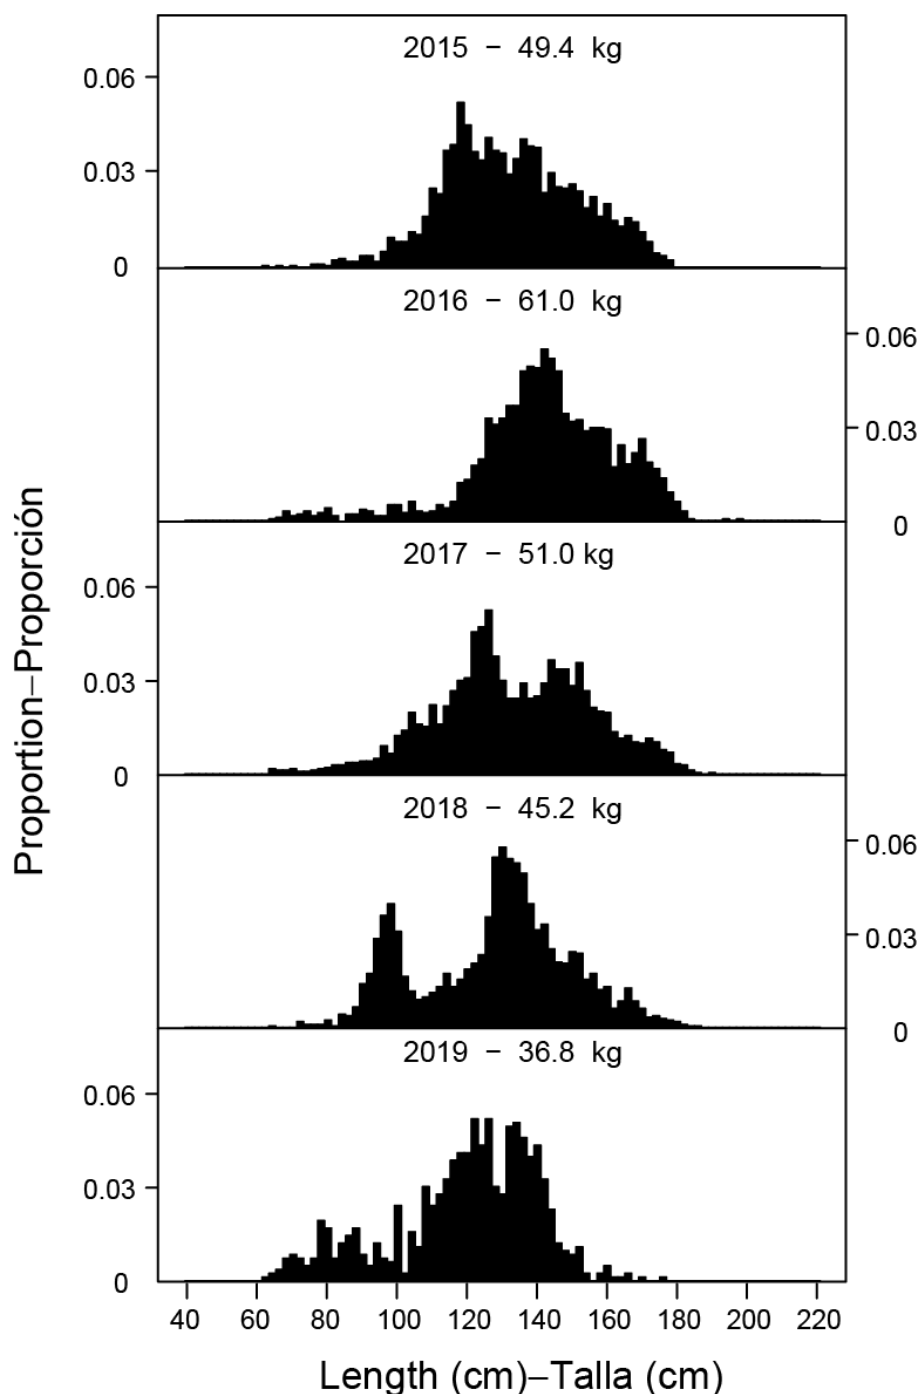 2015 − 49.4 kg
0.06
0.03
0
2016 − 61.0 kg
0.06
0.03
0
2017 − 51.0 kg
0.06
0.03
0
2018 − 45.2 kg
0.06
0.03
0
2019 − 36.8 kg
0.06
0.03
0
40 60 80 100 120 140 160 180 200 220
Length (cm)−Talla (cm)
Proportion−Proporción